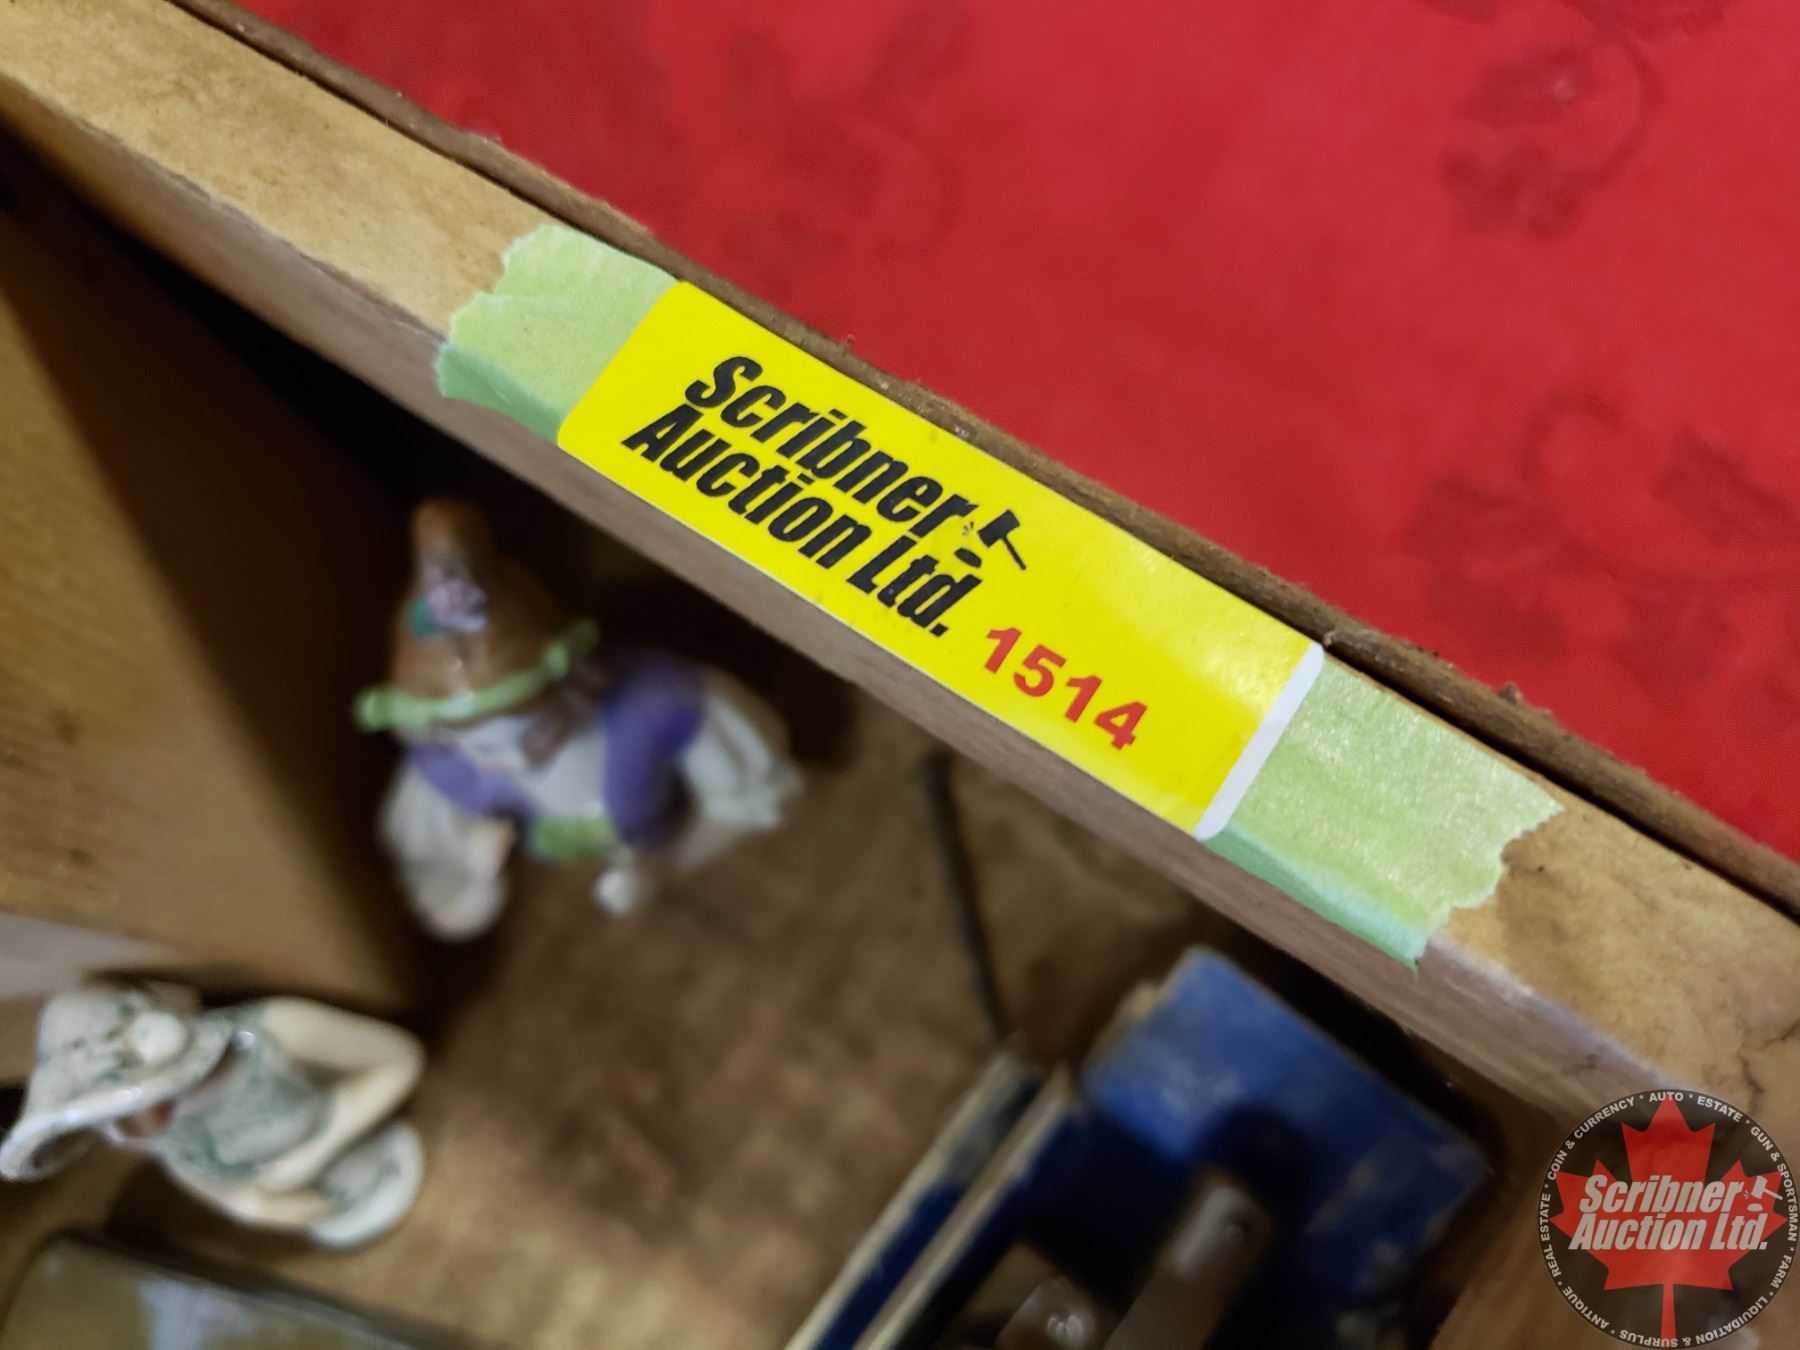 Scribner
Auction Ltd.
1514
REAL ESTATE * COIN & CURRENCY * AUTO * ESTATE * GUN & SPORTSMAN * FARM * LIQUIDATION & SURPLUS * ANTIQUE *
Scribner
Auction Ltd.